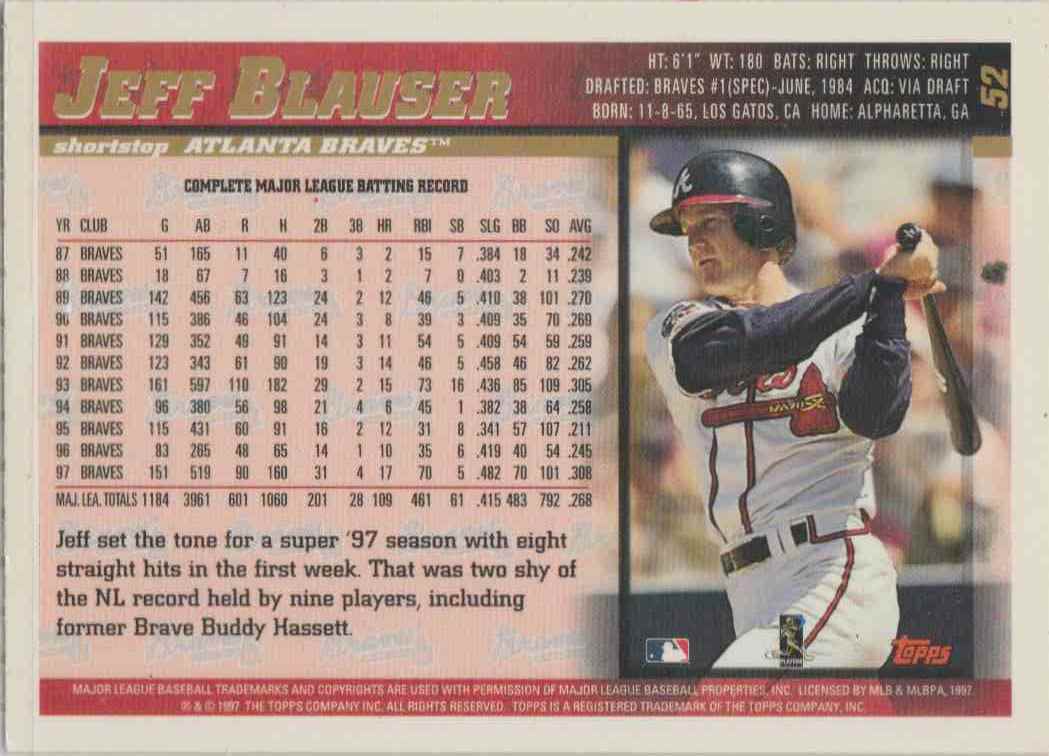 JEFF BLAUSER
HT: 6'1" WT: 180 BATS: RIGHT THROWS: RIGHT
DRAFTED: BRAVES #1(SPEC)-JUNE, 1984 ACQ: VIA DRAFT
BORN: 11-8-65, LOS GATOS, CA HOME: ALPHARETTA, GA
52
shortstop ATLANTA BRAVES™
COMPLETE MAJOR LEAGUE BATTING RECORD
YR CLUB G AB R H 2B 3B HR RBI SB SLG BB SO AVG
87 BRAVES 51 165 11 40 6 3 2 15 7 .384 18 34 .242
88 BRAVES 18 67 7 16 3 1 2 7 0 .403 2 11 .239
89 BRAVES 142 456 63 123 24 2 12 46 5 .410 38 101 .270
90 BRAVES 115 386 46 104 24 3 8 39 3 .409 35 70 .269
91 BRAVES 129 352 49 91 14 3 11 54 5 .409 54 59 .259
92 BRAVES 123 343 61 90 19 3 14 46 5 .458 46 82 .262
93 BRAVES 161 597 110 182 29 2 15 73 16 .436 85 109 .305
94 BRAVES 96 380 56 98 21 4 6 45 1 .382 38 64 .258
95 BRAVES 115 431 60 91 16 2 12 31 8 .341 57 107 .211
96 BRAVES 83 265 48 65 14 1 10 35 6 .419 40 54 .245
97 BRAVES 151 519 90 160 31 4 17 70 5 .482 70 101 .308
MAJ. LEA. TOTALS 1184 3961 601 1060 201 28 109 461 61 .415 483 792 .268
Jeff set the tone for a super '97 season with eight
straight hits in the first week. That was two shy of
the NL record held by nine players, including
former Brave Buddy Hassett.
topps
MAJOR LEAGUE BASEBALL TRADEMARKS AND COPYRIGHTS ARE USED WITH PERMISSION OF MAJOR LEAGUE BASEBALL PROPERTIES, INC. LICENSED BY MLB & MLBPA, 1997
® & © 1997 THE TOPPS COMPANY INC. ALL RIGHTS RESERVED. TOPPS IS A REGISTERED TRADEMARK OF THE TOPPS COMPANY, INC.